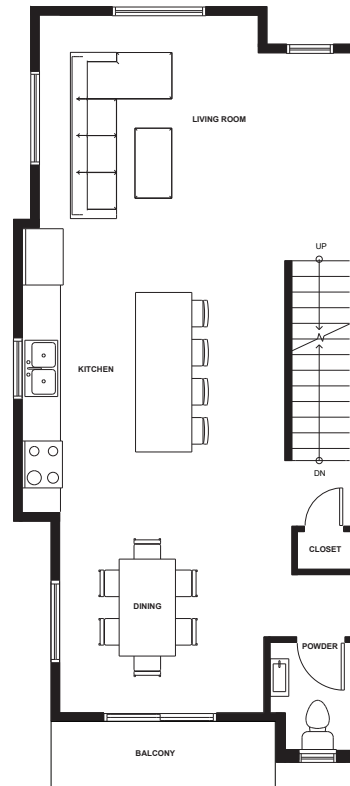 LIVING ROOM
UP
KITCHEN
DN
CLOSET
DINING
POWDER
BALCONY